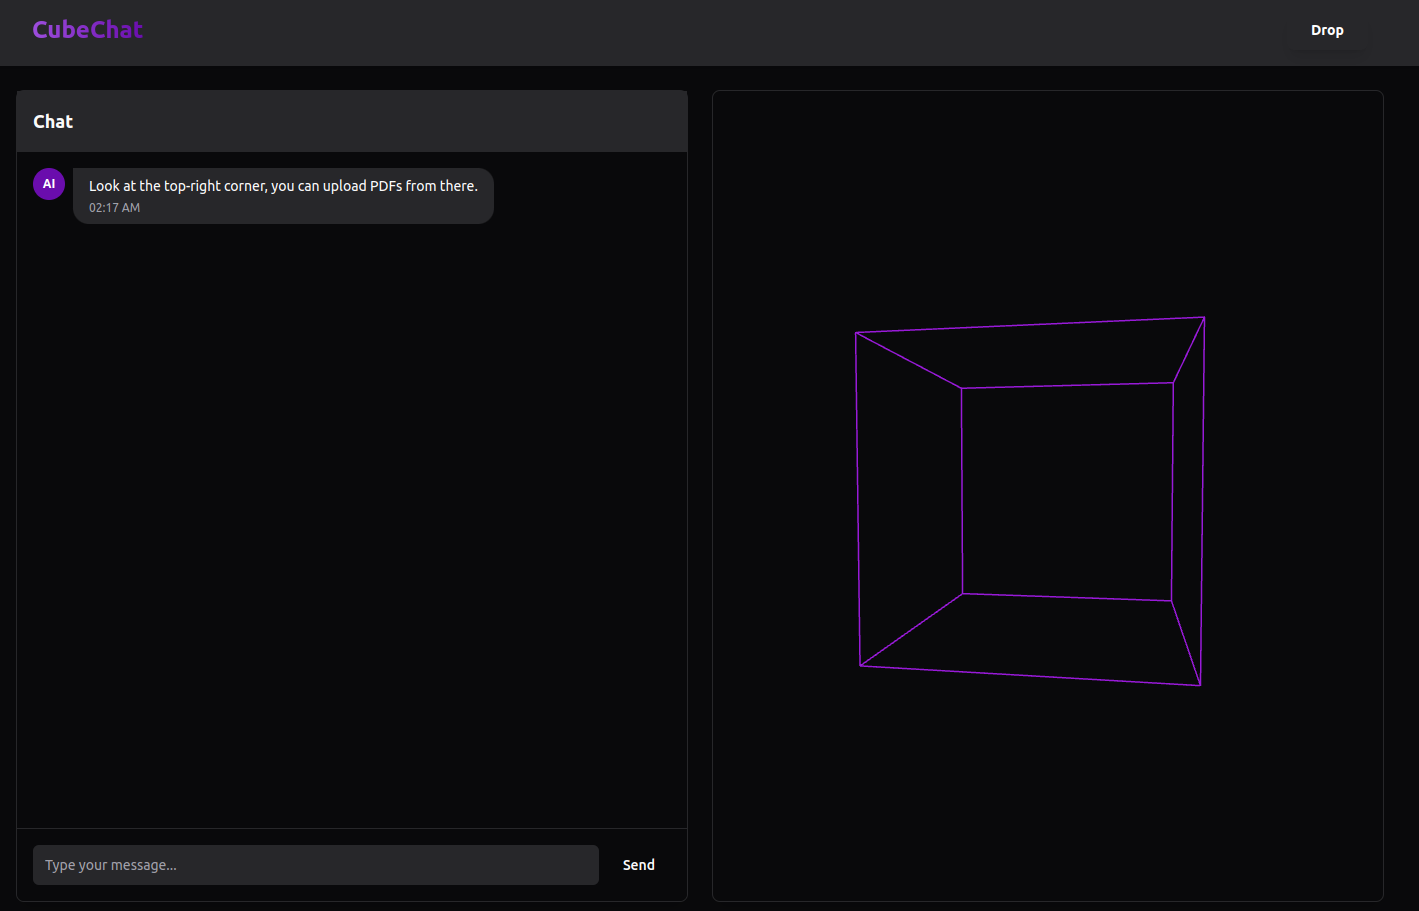 CubeChat
Drop
Chat
AI
Look at the top-right corner, you can upload PDFs from there.
02:17 AM
Type your message...
Send